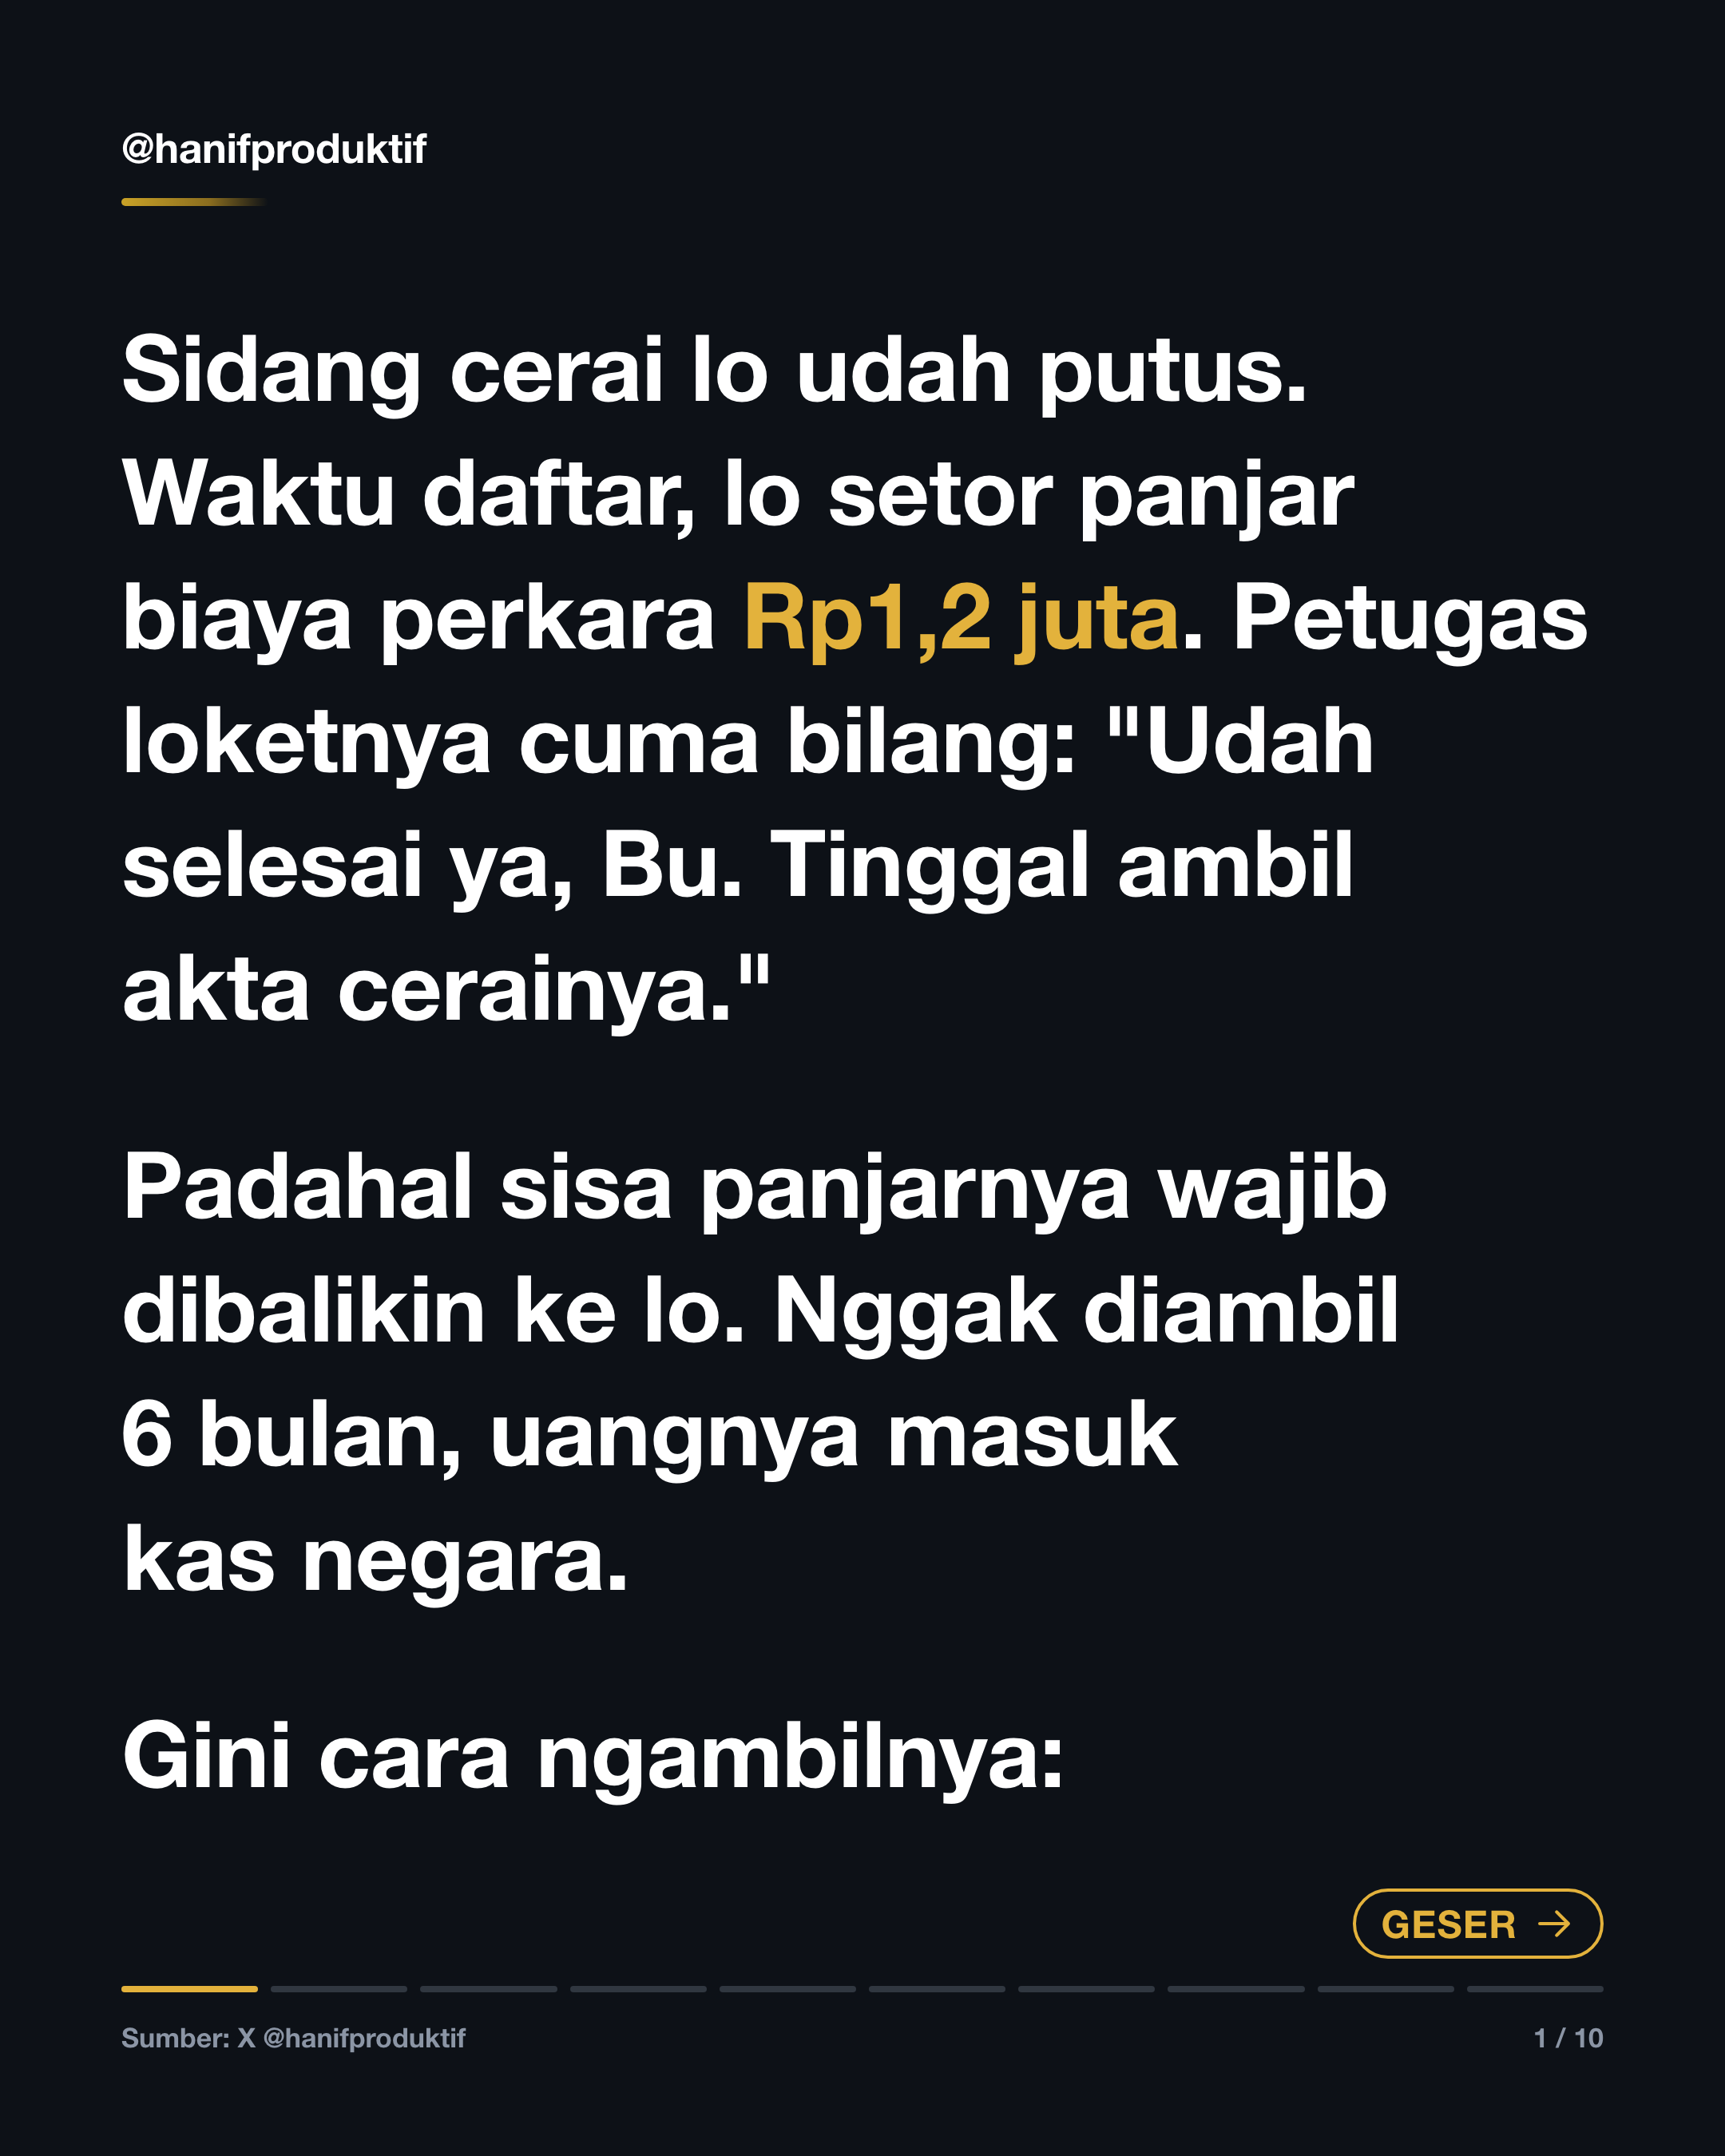 @hanifproduktif
Sidang cerai lo udah putus.
Waktu daftar, lo setor panjar
biaya perkara Rp1,2 juta. Petugas
loketnya cuma bilang: "Udah
selesai ya, Bu. Tinggal ambil
akta cerainya."
Padahal sisa panjarnya wajib
dibalikin ke lo. Nggak diambil
6 bulan, uangnya masuk
kas negara.
Gini cara ngambilnya:
GESER →
Sumber: X @hanifproduktif
1 / 10